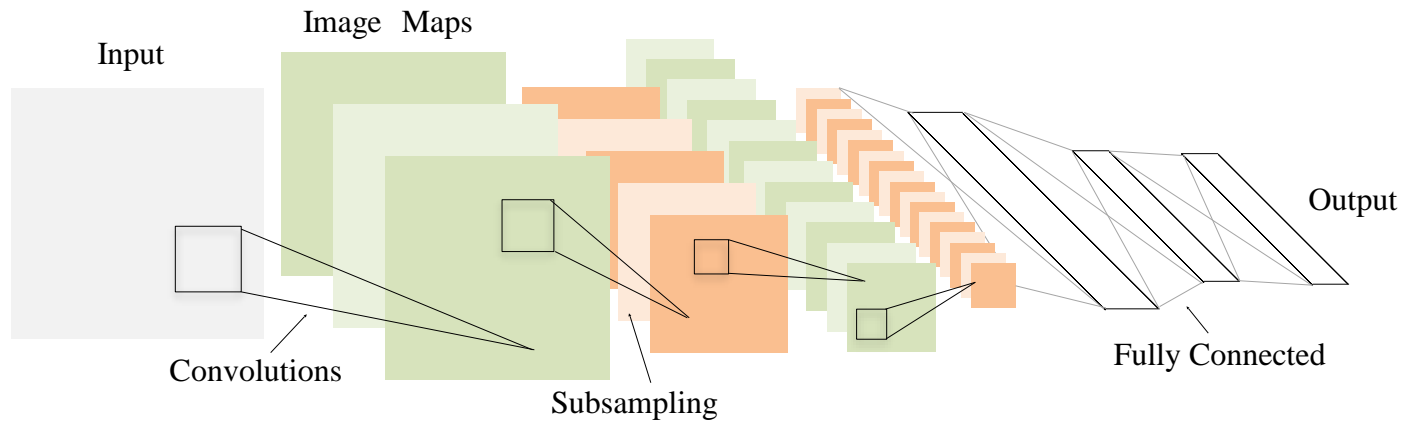 Image Maps
Input
Output
Fully Connected
Convolutions
Subsampling